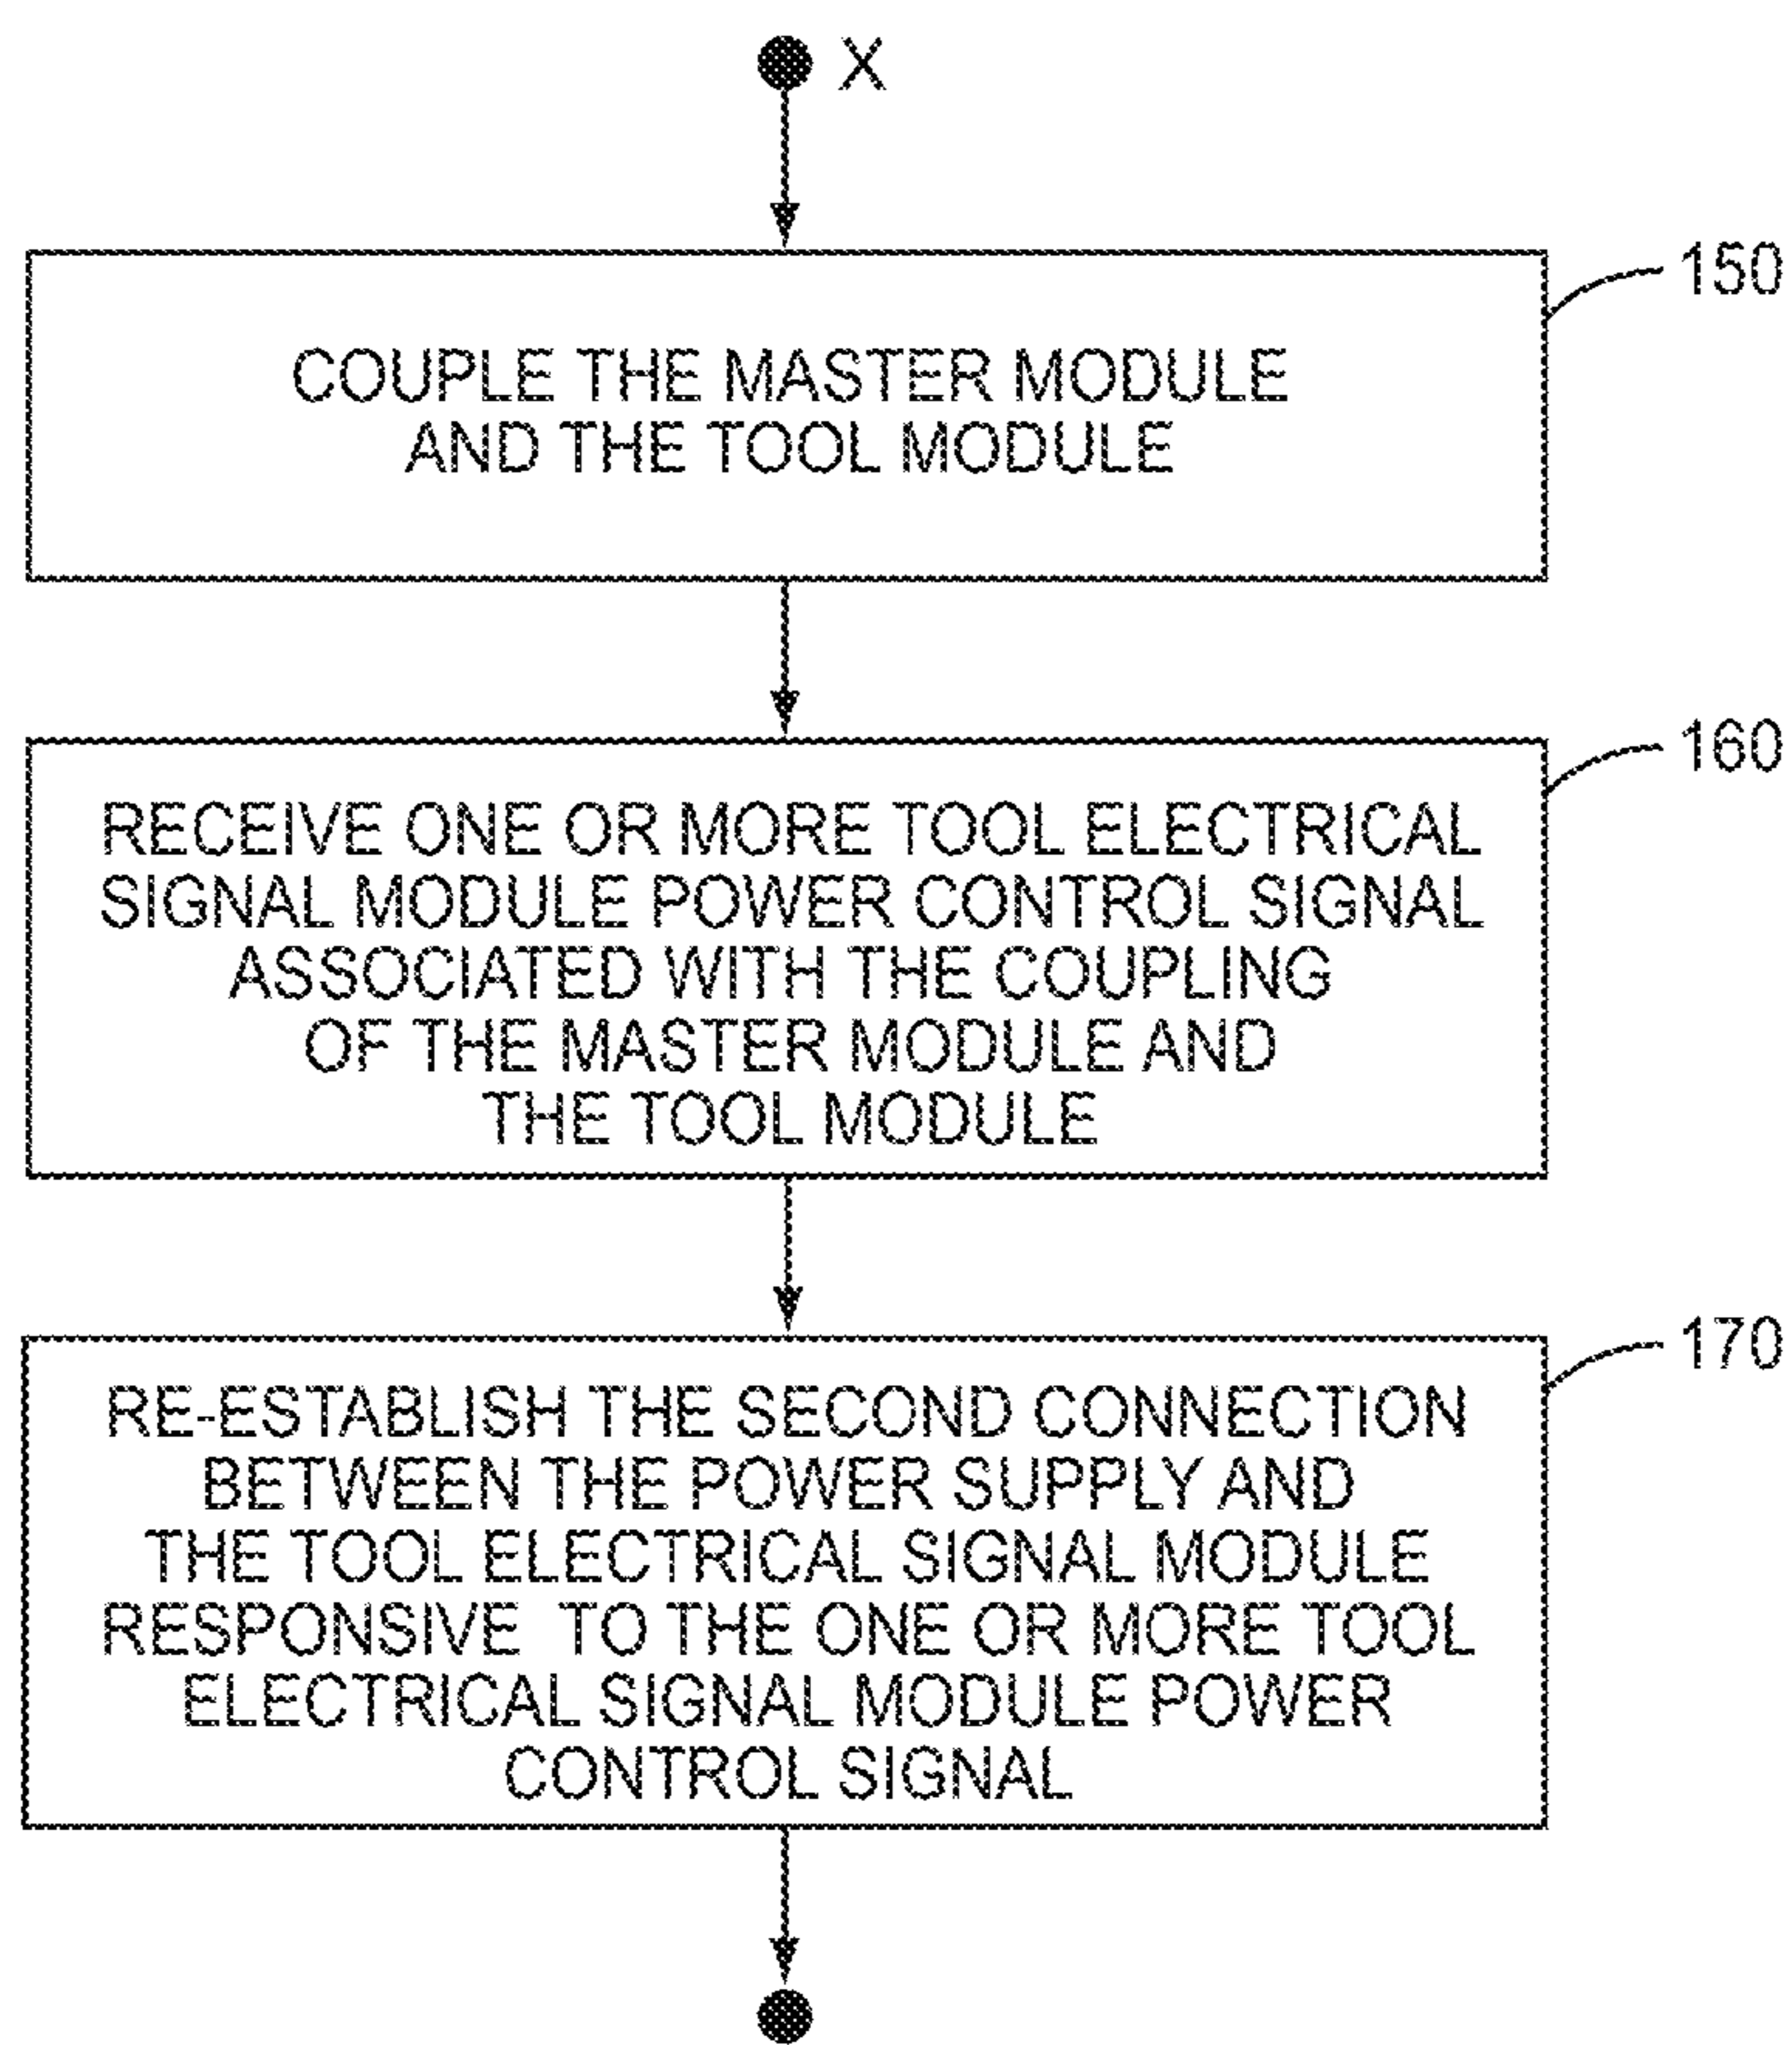 X
150
COUPLE THE MASTER MODULE
AND THE TOOL MODULE
160
RECEIVE ONE OR MORE TOOL ELECTRICAL
SIGNAL MODULE POWER CONTROL SIGNAL
ASSOCIATED WITH THE COUPLING
OF THE MASTER MODULE AND
THE TOOL MODULE
170
RE-ESTABLISH THE SECOND CONNECTION
BETWEEN THE POWER SUPPLY AND
THE TOOL ELECTRICAL SIGNAL MODULE
RESPONSIVE TO THE ONE OR MORE TOOL
ELECTRICAL SIGNAL MODULE POWER
CONTROL SIGNAL